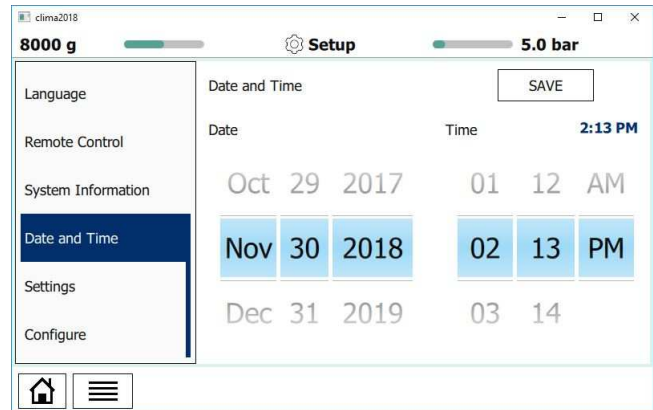 clima2018
8000 g Setup 5.0 bar
Language
Remote Control
System Information
Date and Time
Settings
Configure
Date and Time SAVE
Date Time 2:13 PM
Oct 29 2017 01 12 AM
Nov 30 2018 02 13 PM
Dec 31 2019 03 14